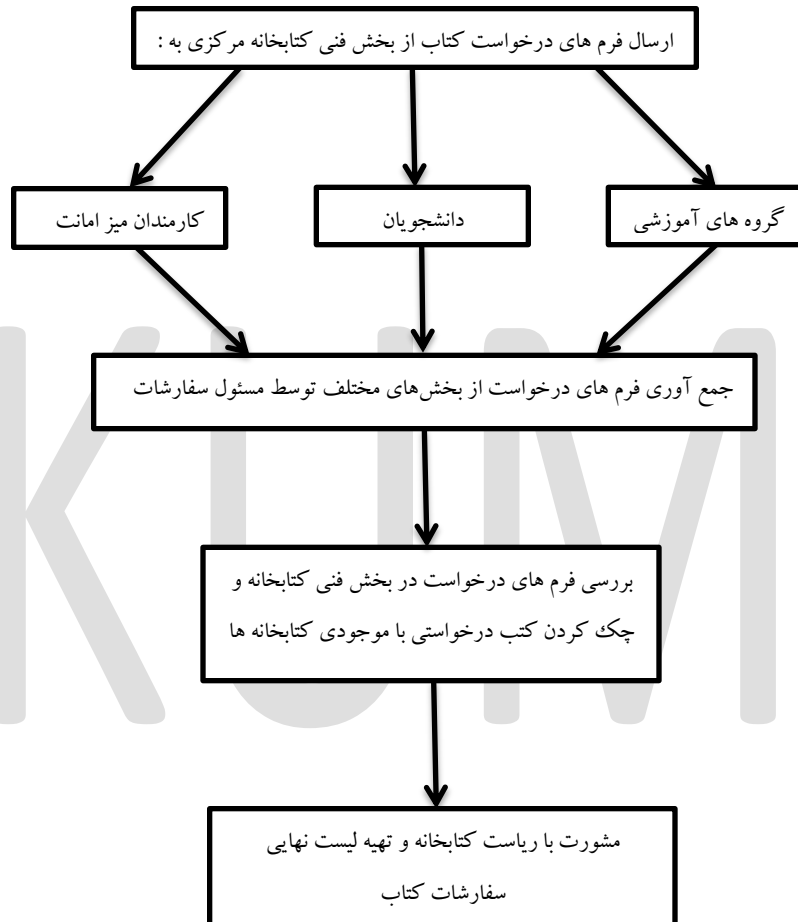 ارسال فرم های درخواست کتاب از بخش فنی کتابخانه مرکزی به :
گروه های آموزشی
دانشجویان
کارمندان میز امانت
جمع آوری فرم های درخواست از بخش‌های مختلف توسط مسئول سفارشات
KUM
بررسی فرم های درخواست در بخش فنی کتابخانه و
چک کردن کتب درخواستی با موجودی کتابخانه ها
مشورت با ریاست کتابخانه و تهیه لیست نهایی
سفارشات کتاب